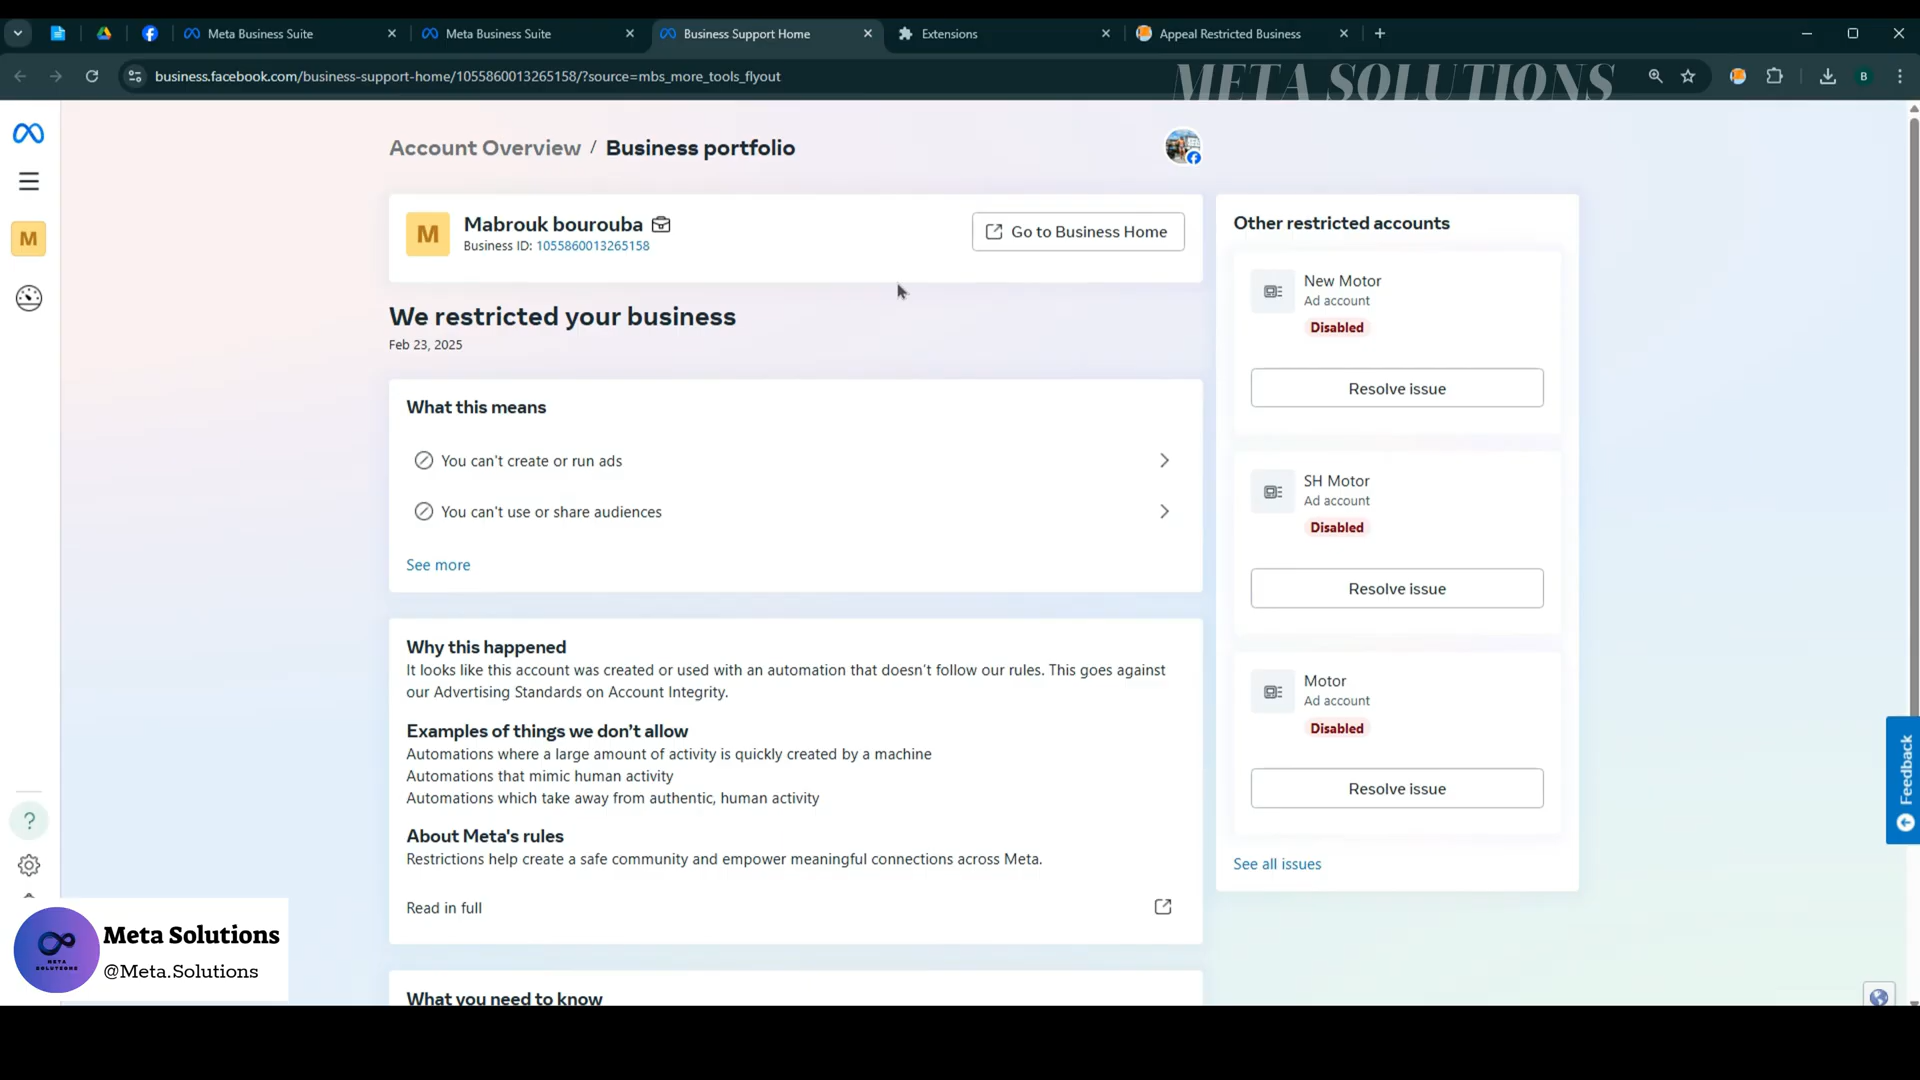 Meta Business Suite
Meta Business Suite
Business Support Home
Extensions
Appeal Restricted Business
business.facebook.com/business-support-home/1055860013265158/?source=mbs_more_tools_flyout
B
META SOLUTIONS
Account Overview / Business portfolio
M
M
Mabrouk bourouba
Business ID: 1055860013265158
Go to Business Home
We restricted your business
Feb 23, 2025
What this means
You can't create or run ads
You can't use or share audiences
See more
Why this happened
It looks like this account was created or used with an automation that doesn't follow our rules. This goes against
our Advertising Standards on Account Integrity.
Examples of things we don't allow
Automations where a large amount of activity is quickly created by a machine
Automations that mimic human activity
Automations which take away from authentic, human activity
About Meta's rules
Restrictions help create a safe community and empower meaningful connections across Meta.
Read in full
What you need to know
Other restricted accounts
New Motor
Ad account
Disabled
Resolve issue
SH Motor
Ad account
Disabled
Resolve issue
Motor
Ad account
Disabled
Resolve issue
See all issues
Feedback
META
SOLUTIONS
Meta Solutions
@Meta.Solutions